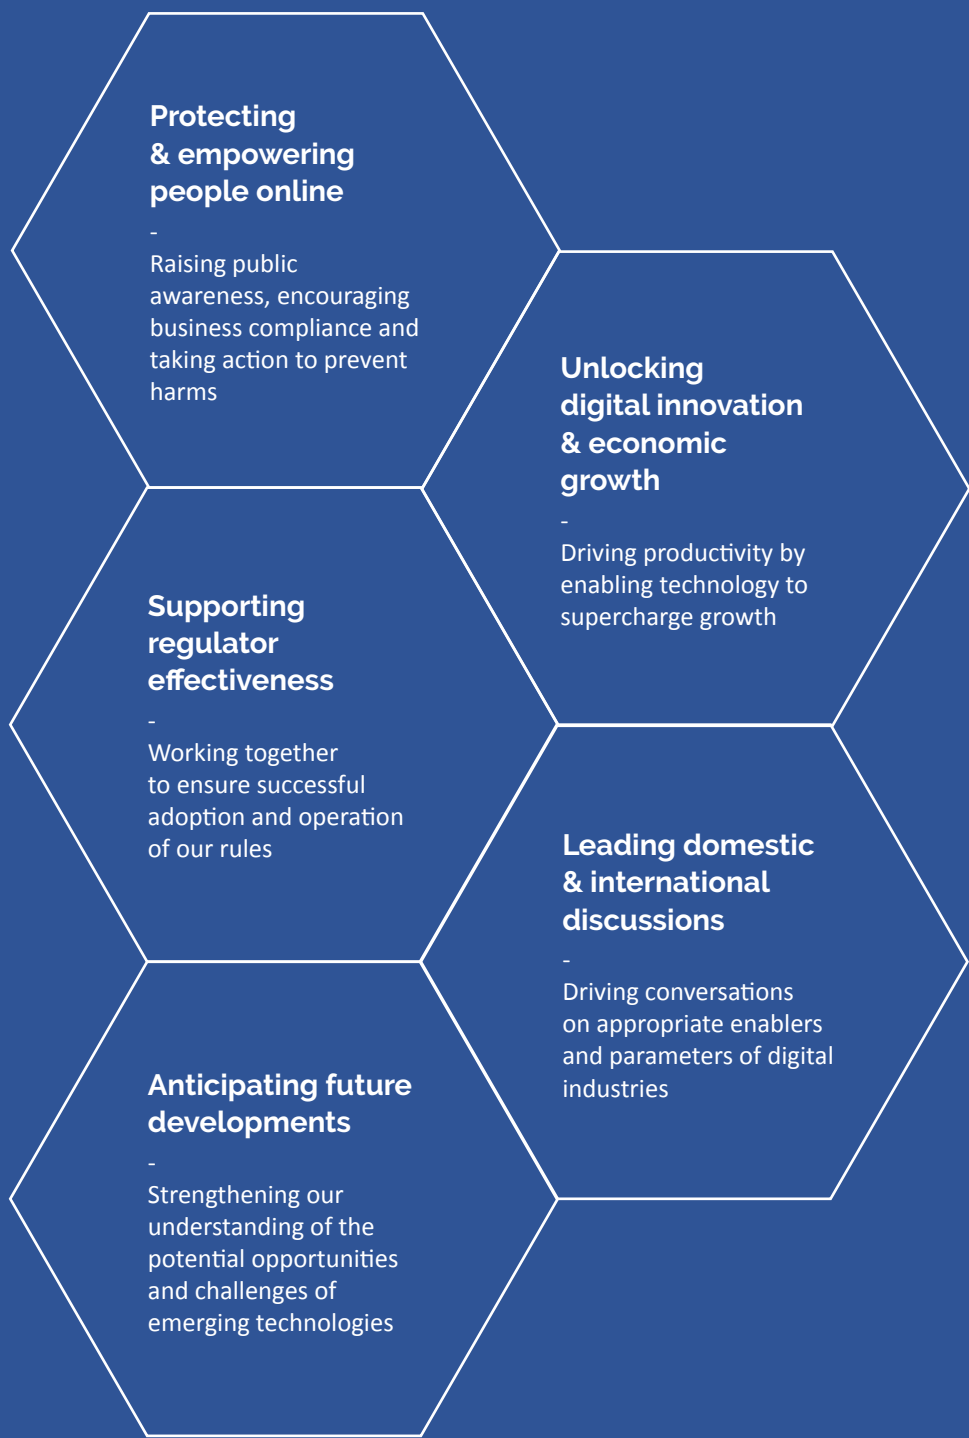 Protecting
& empowering
people online
-
Raising public
awareness, encouraging
business compliance and
taking action to prevent
harms
Unlocking
digital innovation
& economic
growth
-
Driving productivity by
enabling technology to
supercharge growth
Supporting
regulator
effectiveness
-
Working together
to ensure successful
adoption and operation
of our rules
Leading domestic
& international
discussions
-
Driving conversations
on appropriate enablers
and parameters of digital
industries
Anticipating future
developments
-
Strengthening our
understanding of the
potential opportunities
and challenges of
emerging technologies